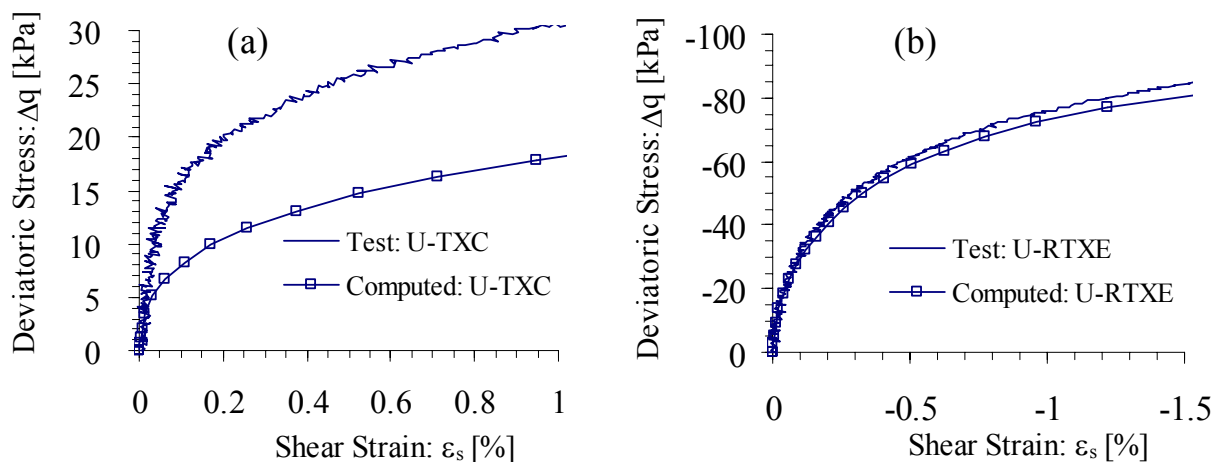 (a)
Deviatoric Stress: Δq [kPa]
30
25
20
15
10
5
0
Test: U-TXC
Computed: U-TXC
0 0.2 0.4 0.6 0.8 1
Shear Strain: εs [%]
(b)
Deviatoric Stress: Δq [kPa]
-100
-80
-60
-40
-20
0
Test: U-RTXE
Computed: U-RTXE
0 -0.5 -1 -1.5
Shear Strain: εs [%]